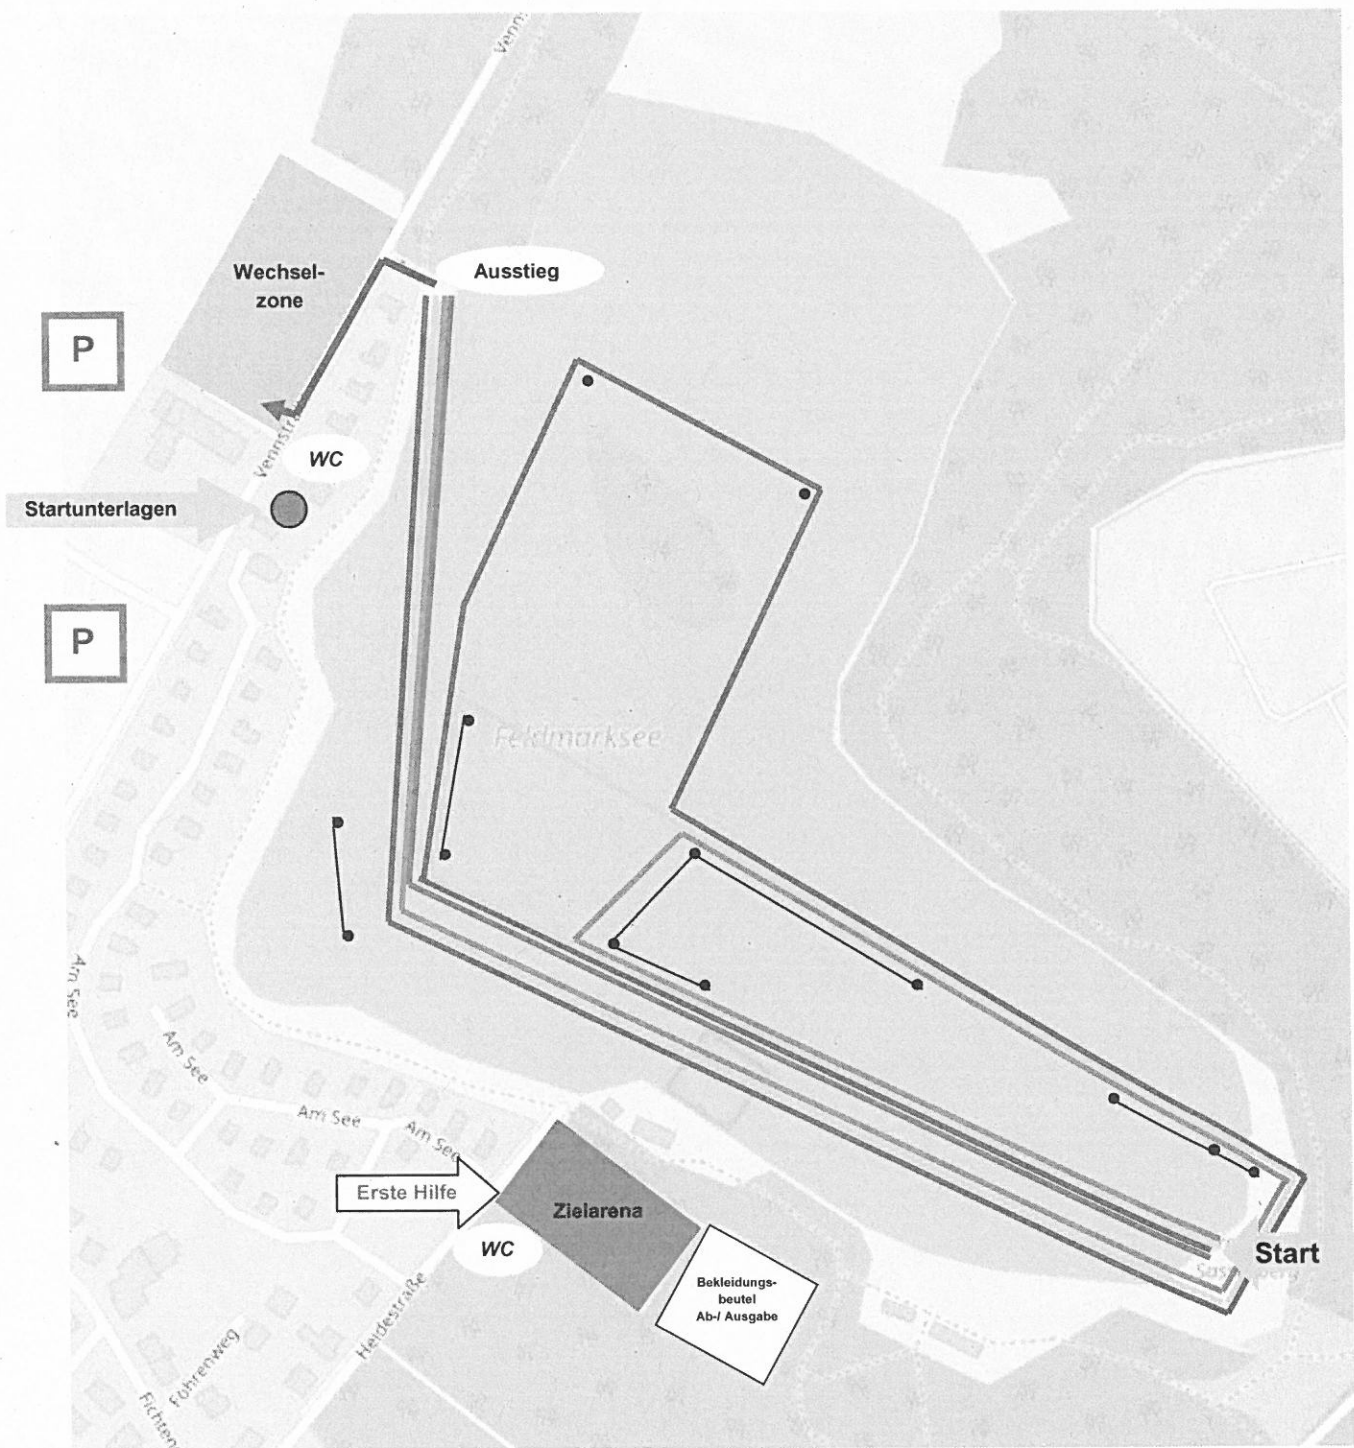 Wechsel-
zone
Ausstieg
P
WC
Startunterlagen
P
Feldmarksee
Am See
Am See
Am See
Am See
Erste Hilfe
Zielarena
WC
Start
Bekleidungs-
beutel
Ab-/ Ausgabe
Heidestraße
Föhrenweg